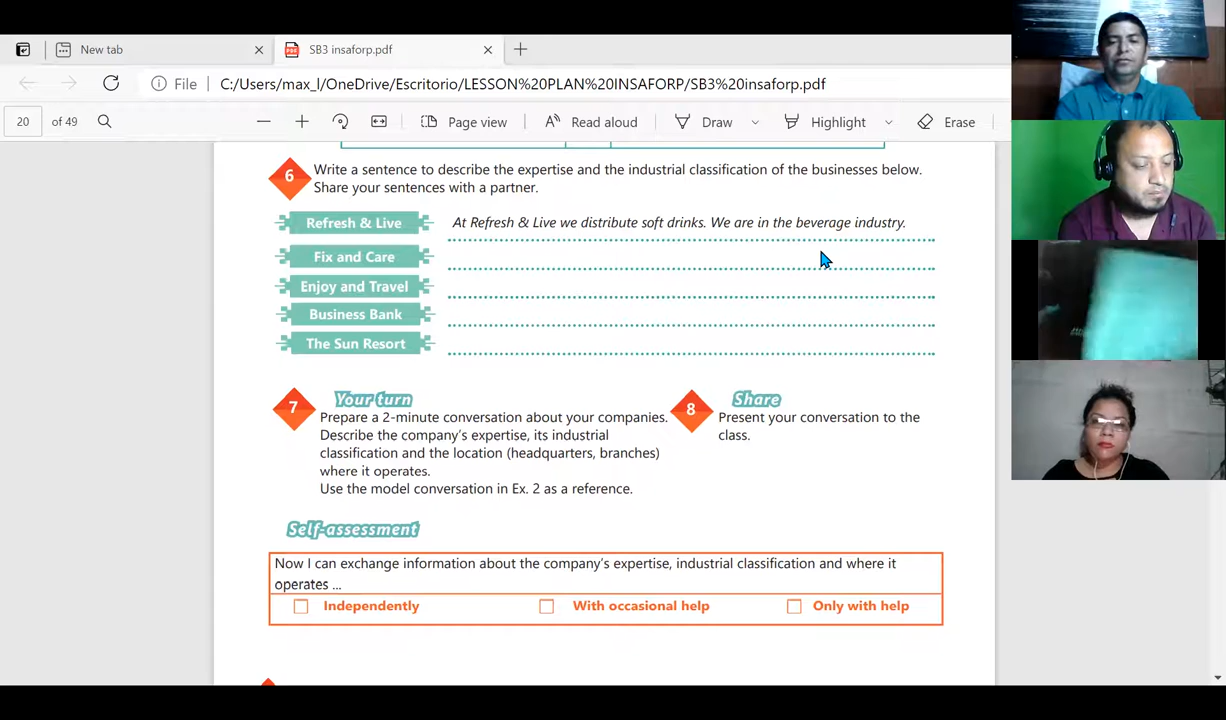 New tab
SB3 insaforp.pdf
File
C:/Users/max_l/OneDrive/Escritorio/LESSON%20PLAN%20INSAFORP/SB3%20insaforp.pdf
20 of 49
Page view
Read aloud
Draw
Highlight
Erase
6 Write a sentence to describe the expertise and the industrial classification of the businesses below.
Share your sentences with a partner.
Refresh & Live At Refresh & Live we distribute soft drinks. We are in the beverage industry.
Fix and Care
Enjoy and Travel
Business Bank
The Sun Resort
7 Your turn
Prepare a 2-minute conversation about your companies.
Describe the company's expertise, its industrial
classification and the location (headquarters, branches)
where it operates.
Use the model conversation in Ex. 2 as a reference.
8 Share
Present your conversation to the
class.
Self-assessment
Now I can exchange information about the company's expertise, industrial classification and where it
operates ...
Independently
With occasional help
Only with help